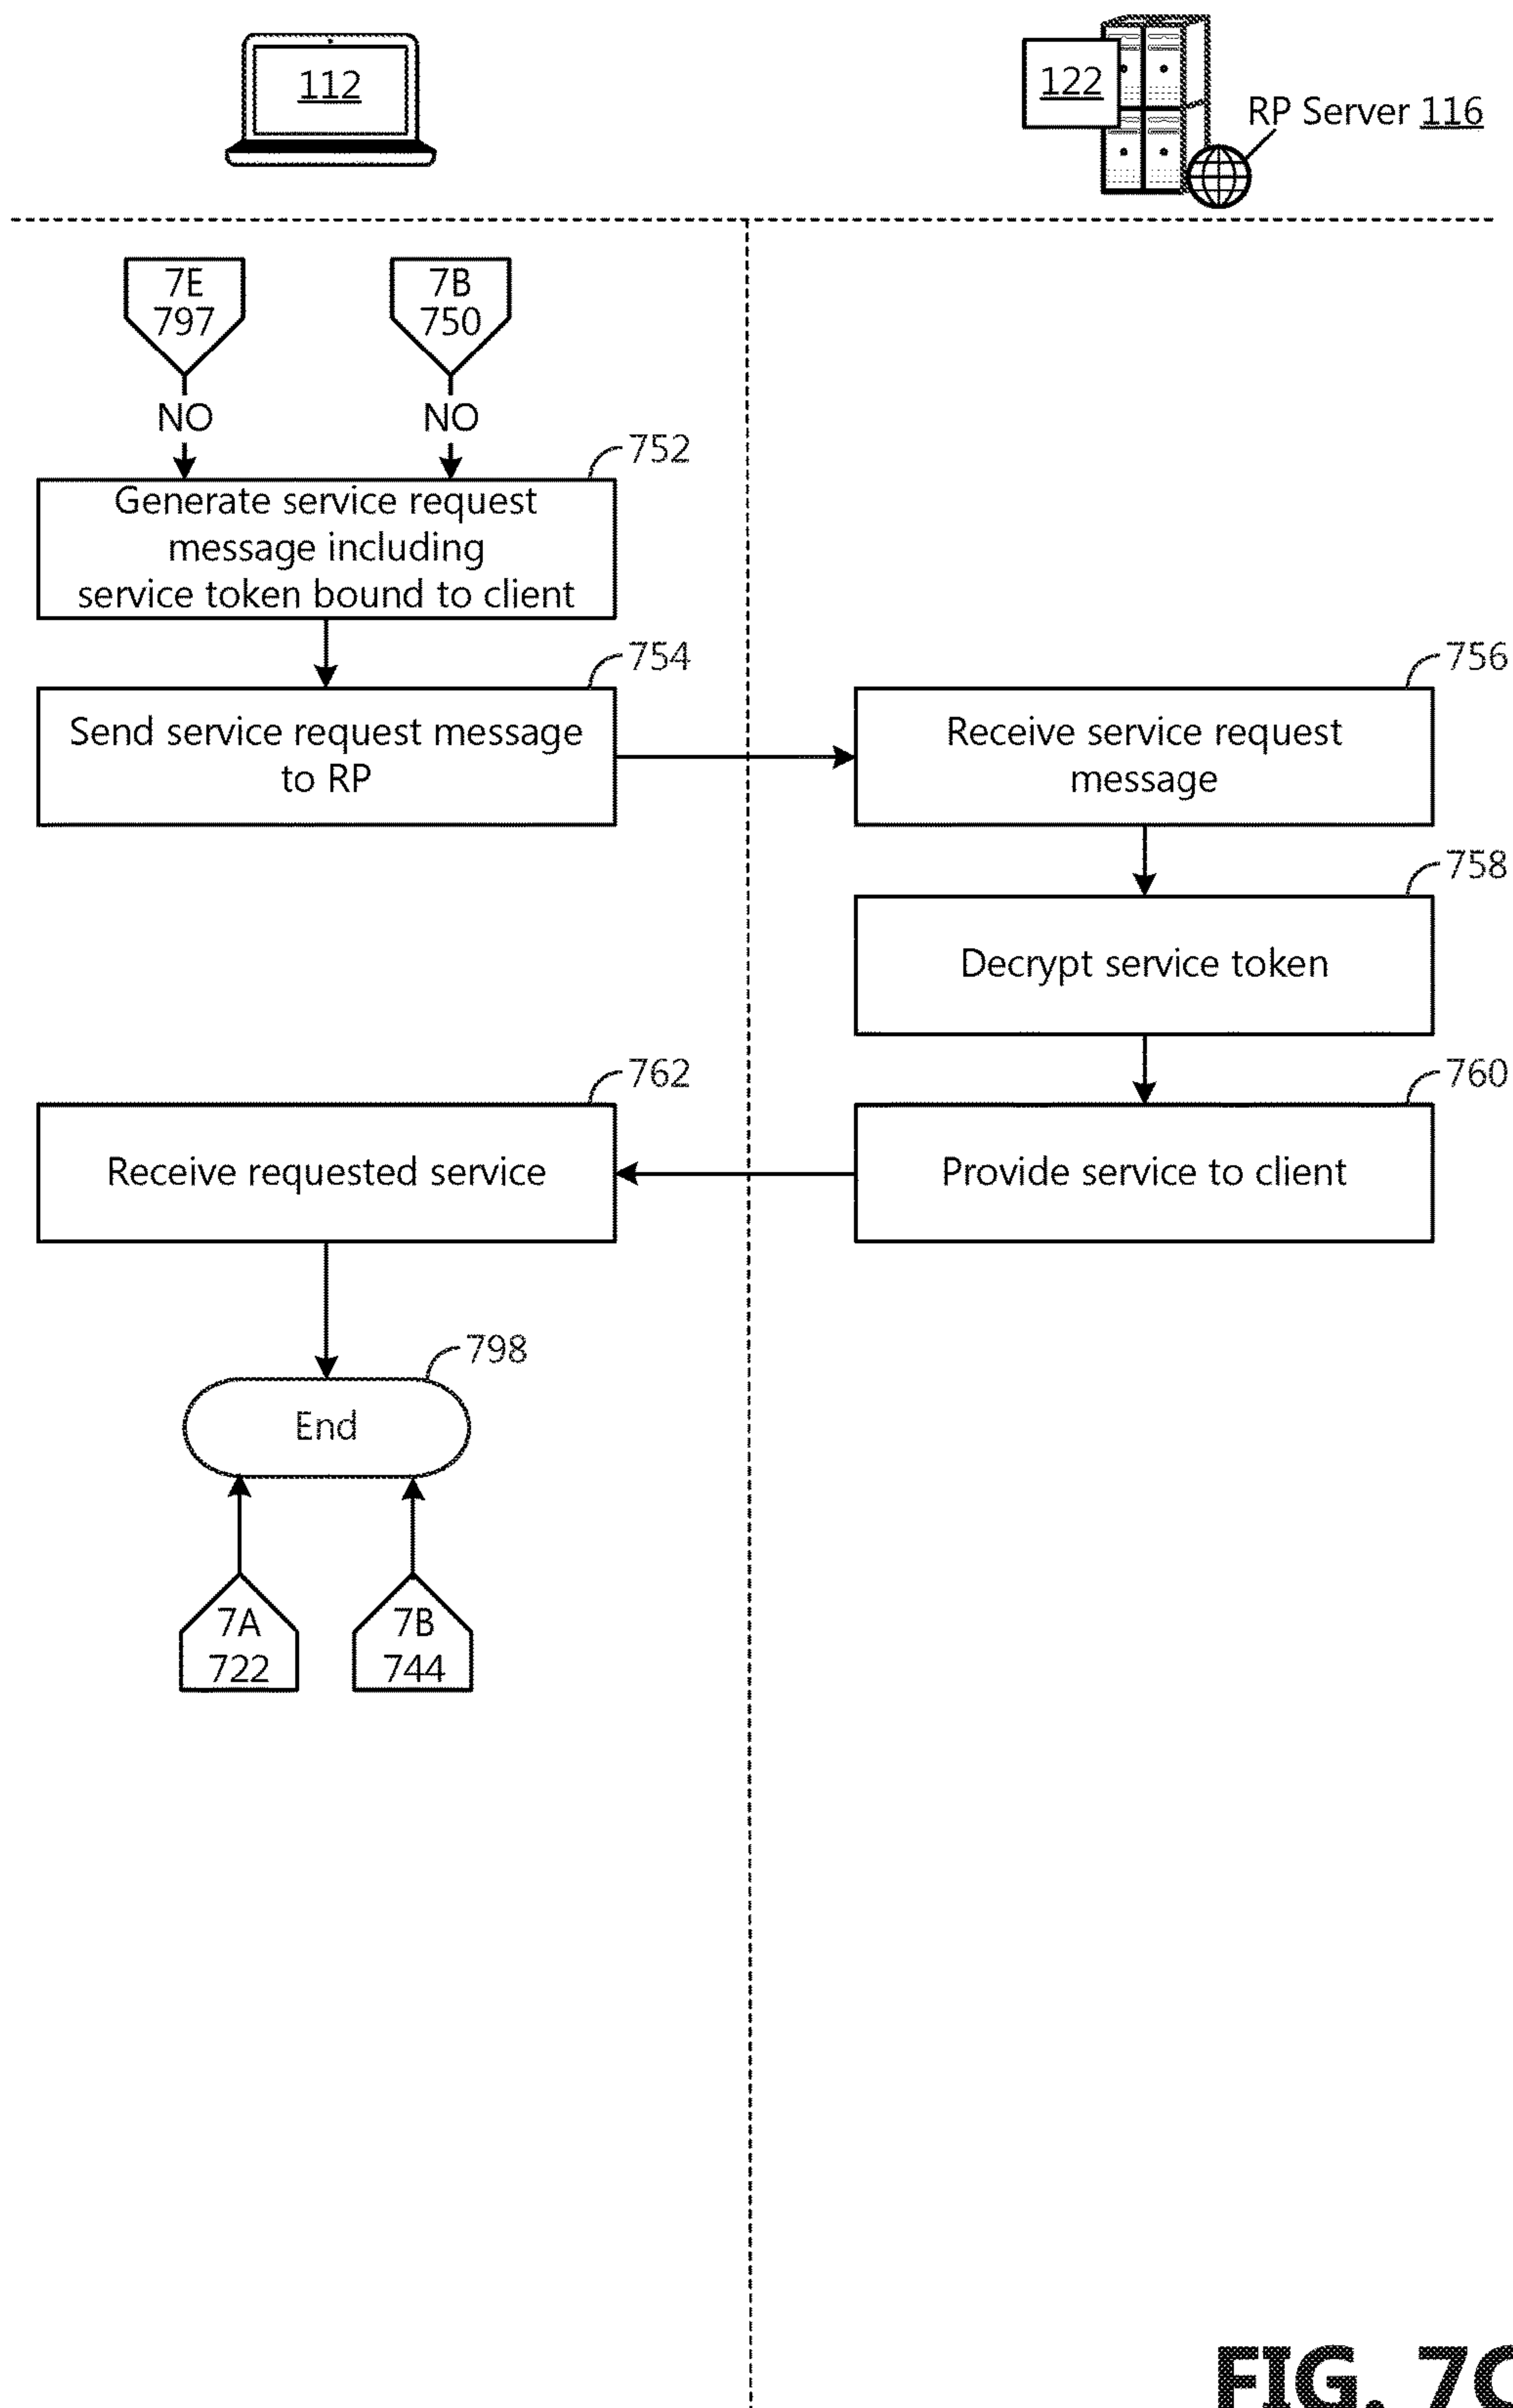 112
122
RP Server 116
7E
797
7B
750
NO
NO
752
Generate service request
message including
service token bound to client
754
Send service request message
to RP
756
Receive service request
message
758
Decrypt service token
762
Receive requested service
760
Provide service to client
798
End
7A
722
7B
744
FIG. 7C